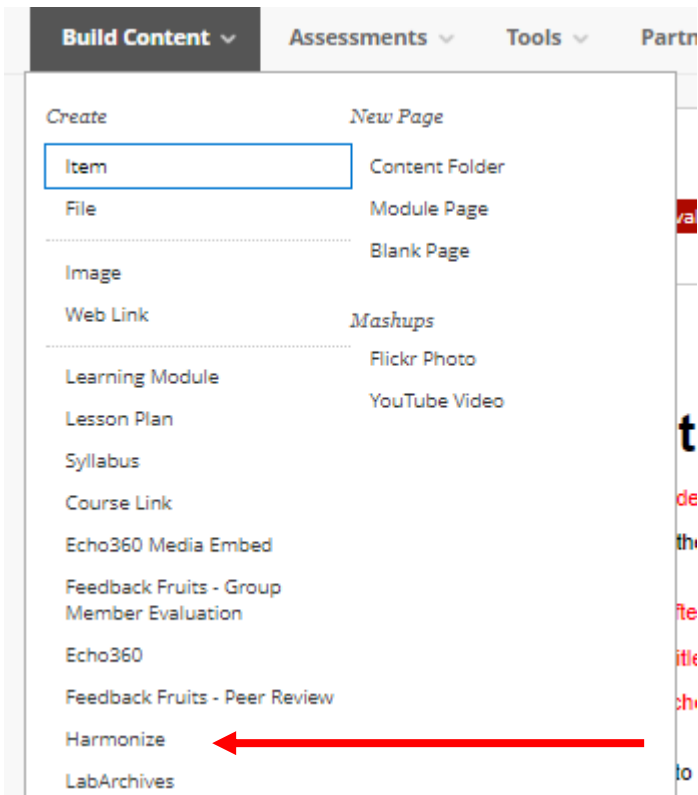 Build Content
Assessments
Tools
Create
Item
File
Image
Web Link
Learning Module
Lesson Plan
Syllabus
Course Link
Echo360 Media Embed
Feedback Fruits - Group
Member Evaluation
Echo360
Feedback Fruits - Peer Review
Harmonize
LabArchives
New Page
Content Folder
Module Page
Blank Page
Mashups
Flickr Photo
YouTube Video
to